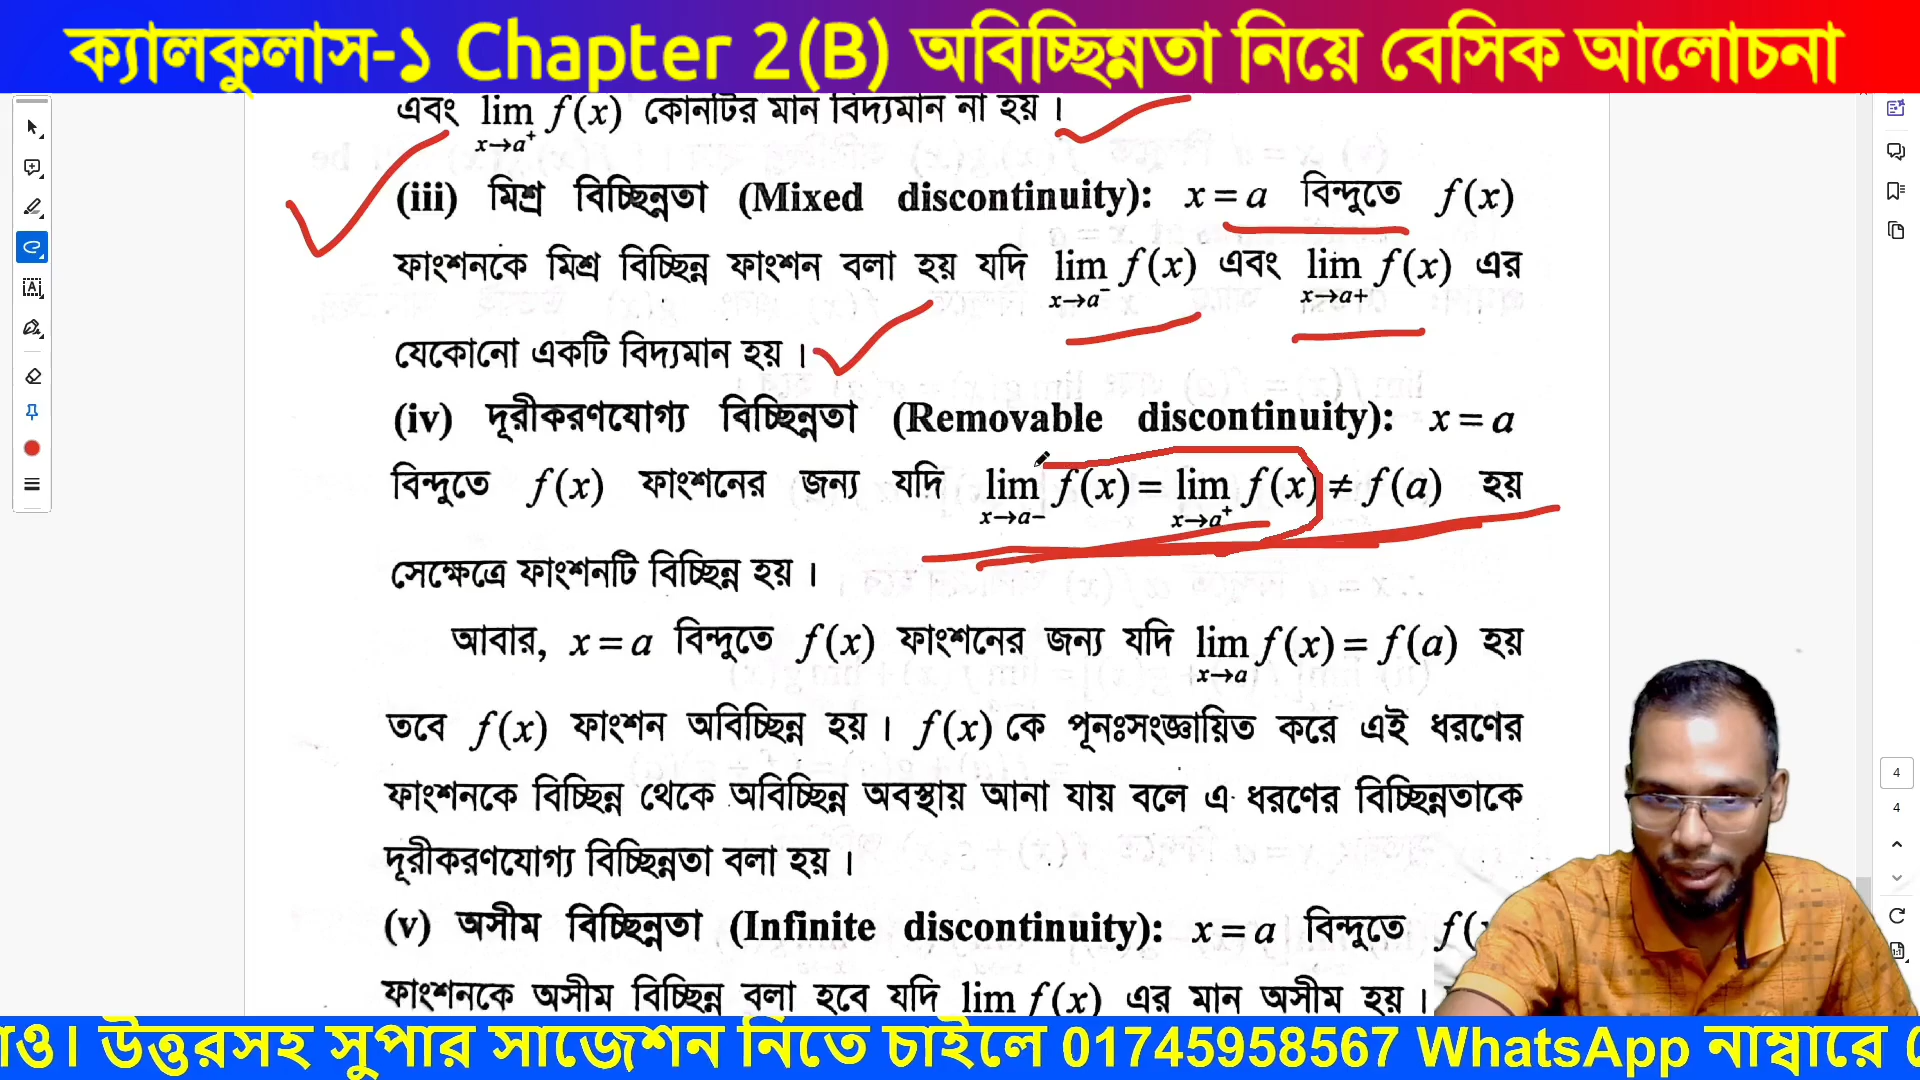 ক্যালকুলাস-১ Chapter 2(B) অবিচ্ছিন্নতা নিয়ে বেসিক আলোচনা
এবং lim x→a⁺ f(x) কোনটির মান বিদ্যমান না হয়।
(iii) মিশ্র বিচ্ছিন্নতা (Mixed discontinuity): x = a বিন্দুতে f(x)
ফাংশনকে মিশ্র বিচ্ছিন্ন ফাংশন বলা হয় যদি lim x→a⁻ f(x) এবং lim x→a+ f(x) এর
যেকোনো একটি বিদ্যমান হয়।
(iv) দূরীকরণযোগ্য বিচ্ছিন্নতা (Removable discontinuity): x = a
বিন্দুতে f(x) ফাংশনের জন্য যদি lim x→a− f(x) = lim x→a⁺ f(x) ≠ f(a) হয়
সেক্ষেত্রে ফাংশনটি বিচ্ছিন্ন হয়।
আবার, x = a বিন্দুতে f(x) ফাংশনের জন্য যদি lim x→a f(x) = f(a) হয়
তবে f(x) ফাংশন অবিচ্ছিন্ন হয়। f(x) কে পূনঃসংজ্ঞায়িত করে এই ধরণের
ফাংশনকে বিচ্ছিন্ন থেকে অবিচ্ছিন্ন অবস্থায় আনা যায় বলে এ ধরণের বিচ্ছিন্নতাকে
দূরীকরণযোগ্য বিচ্ছিন্নতা বলা হয়।
(v) অসীম বিচ্ছিন্নতা (Infinite discontinuity): x = a বিন্দুতে
ফাংশনকে অসীম বিচ্ছিন্ন বলা হবে যদি lim f(x) এর মান অসীম হয়।
4
4
উত্তরসহ সুপার সাজেশন নিতে চাইলে 01745958567 WhatsApp নাম্বারে